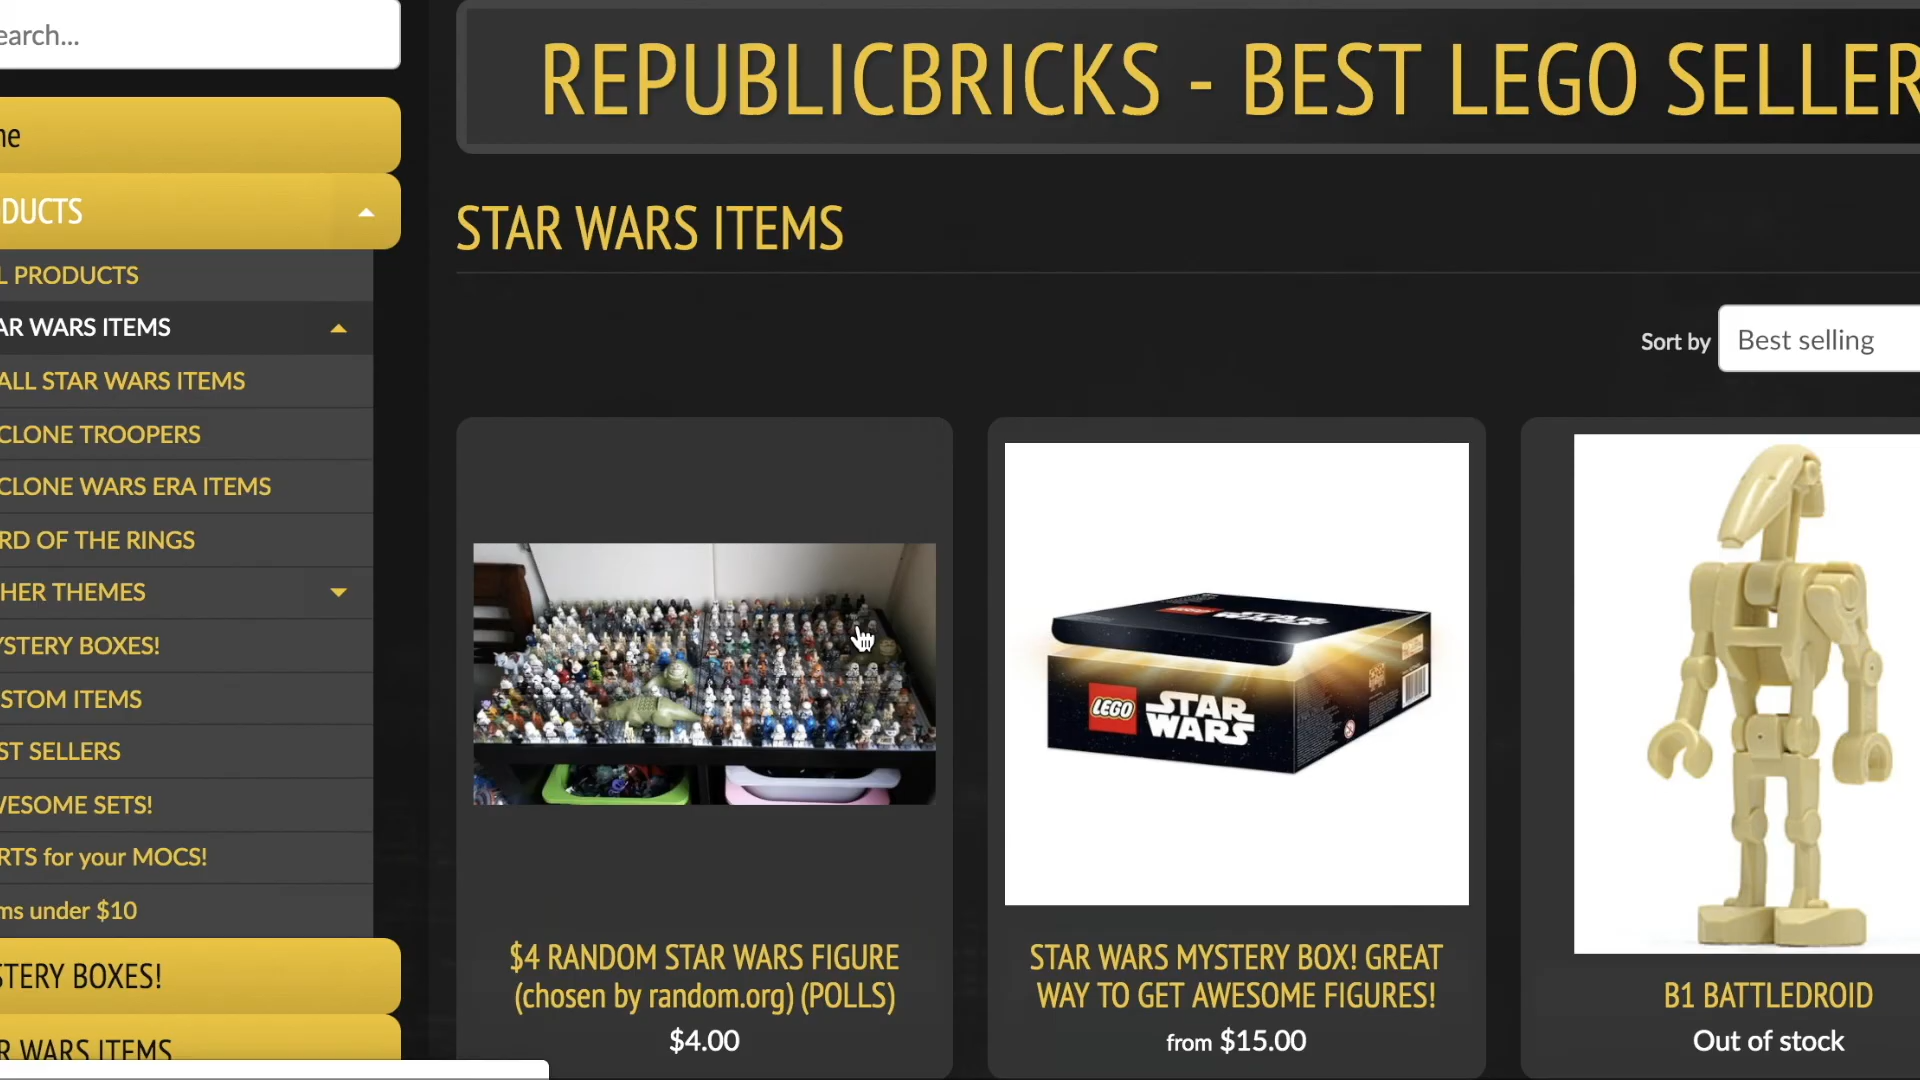 earch...
REPUBLICBRICKS - BEST LEGO SELLER
ne
DUCTS
STAR WARS ITEMS
L PRODUCTS
AR WARS ITEMS
Sort by
Best selling
ALL STAR WARS ITEMS
CLONE TROOPERS
CLONE WARS ERA ITEMS
RD OF THE RINGS
HER THEMES
YSTERY BOXES!
STOM ITEMS
ST SELLERS
WESOME SETS!
RTS for your MOCS!
ms under $10
STERY BOXES!
R WARS ITEMS
LEGO STAR WARS
LEGO STAR WARS
$4 RANDOM STAR WARS FIGURE
(chosen by random.org) (POLLS)
$4.00
STAR WARS MYSTERY BOX! GREAT
WAY TO GET AWESOME FIGURES!
from $15.00
B1 BATTLEDROID
Out of stock